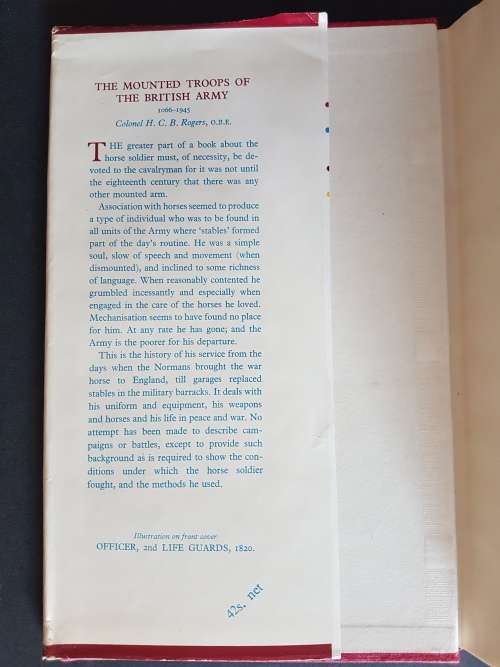 THE MOUNTED TROOPS OF
THE BRITISH ARMY
1066–1945
Colonel H. C. B. Rogers, O.B.E.
THE greater part of a book about the
horse soldier must, of necessity, be de-
voted to the cavalryman for it was not until
the eighteenth century that there was any
other mounted arm.
Association with horses seemed to produce
a type of individual who was to be found in
all units of the Army where ‘stables’ formed
part of the day’s routine. He was a simple
soul, slow of speech and movement (when
dismounted), and inclined to some richness
of language. When reasonably contented he
grumbled incessantly and especially when
engaged in the care of the horses he loved.
Mechanisation seems to have found no place
for him. At any rate he has gone; and the
Army is the poorer for his departure.
This is the history of his service from the
days when the Normans brought the war
horse to England, till garages replaced
stables in the military barracks. It deals with
his uniform and equipment, his weapons
and horses and his life in peace and war. No
attempt has been made to describe cam-
paigns or battles, except to provide such
background as is required to show the con-
ditions under which the horse soldier
fought, and the methods he used.
Illustration on front cover
OFFICER, 2nd LIFE GUARDS, 1820.
42s. net